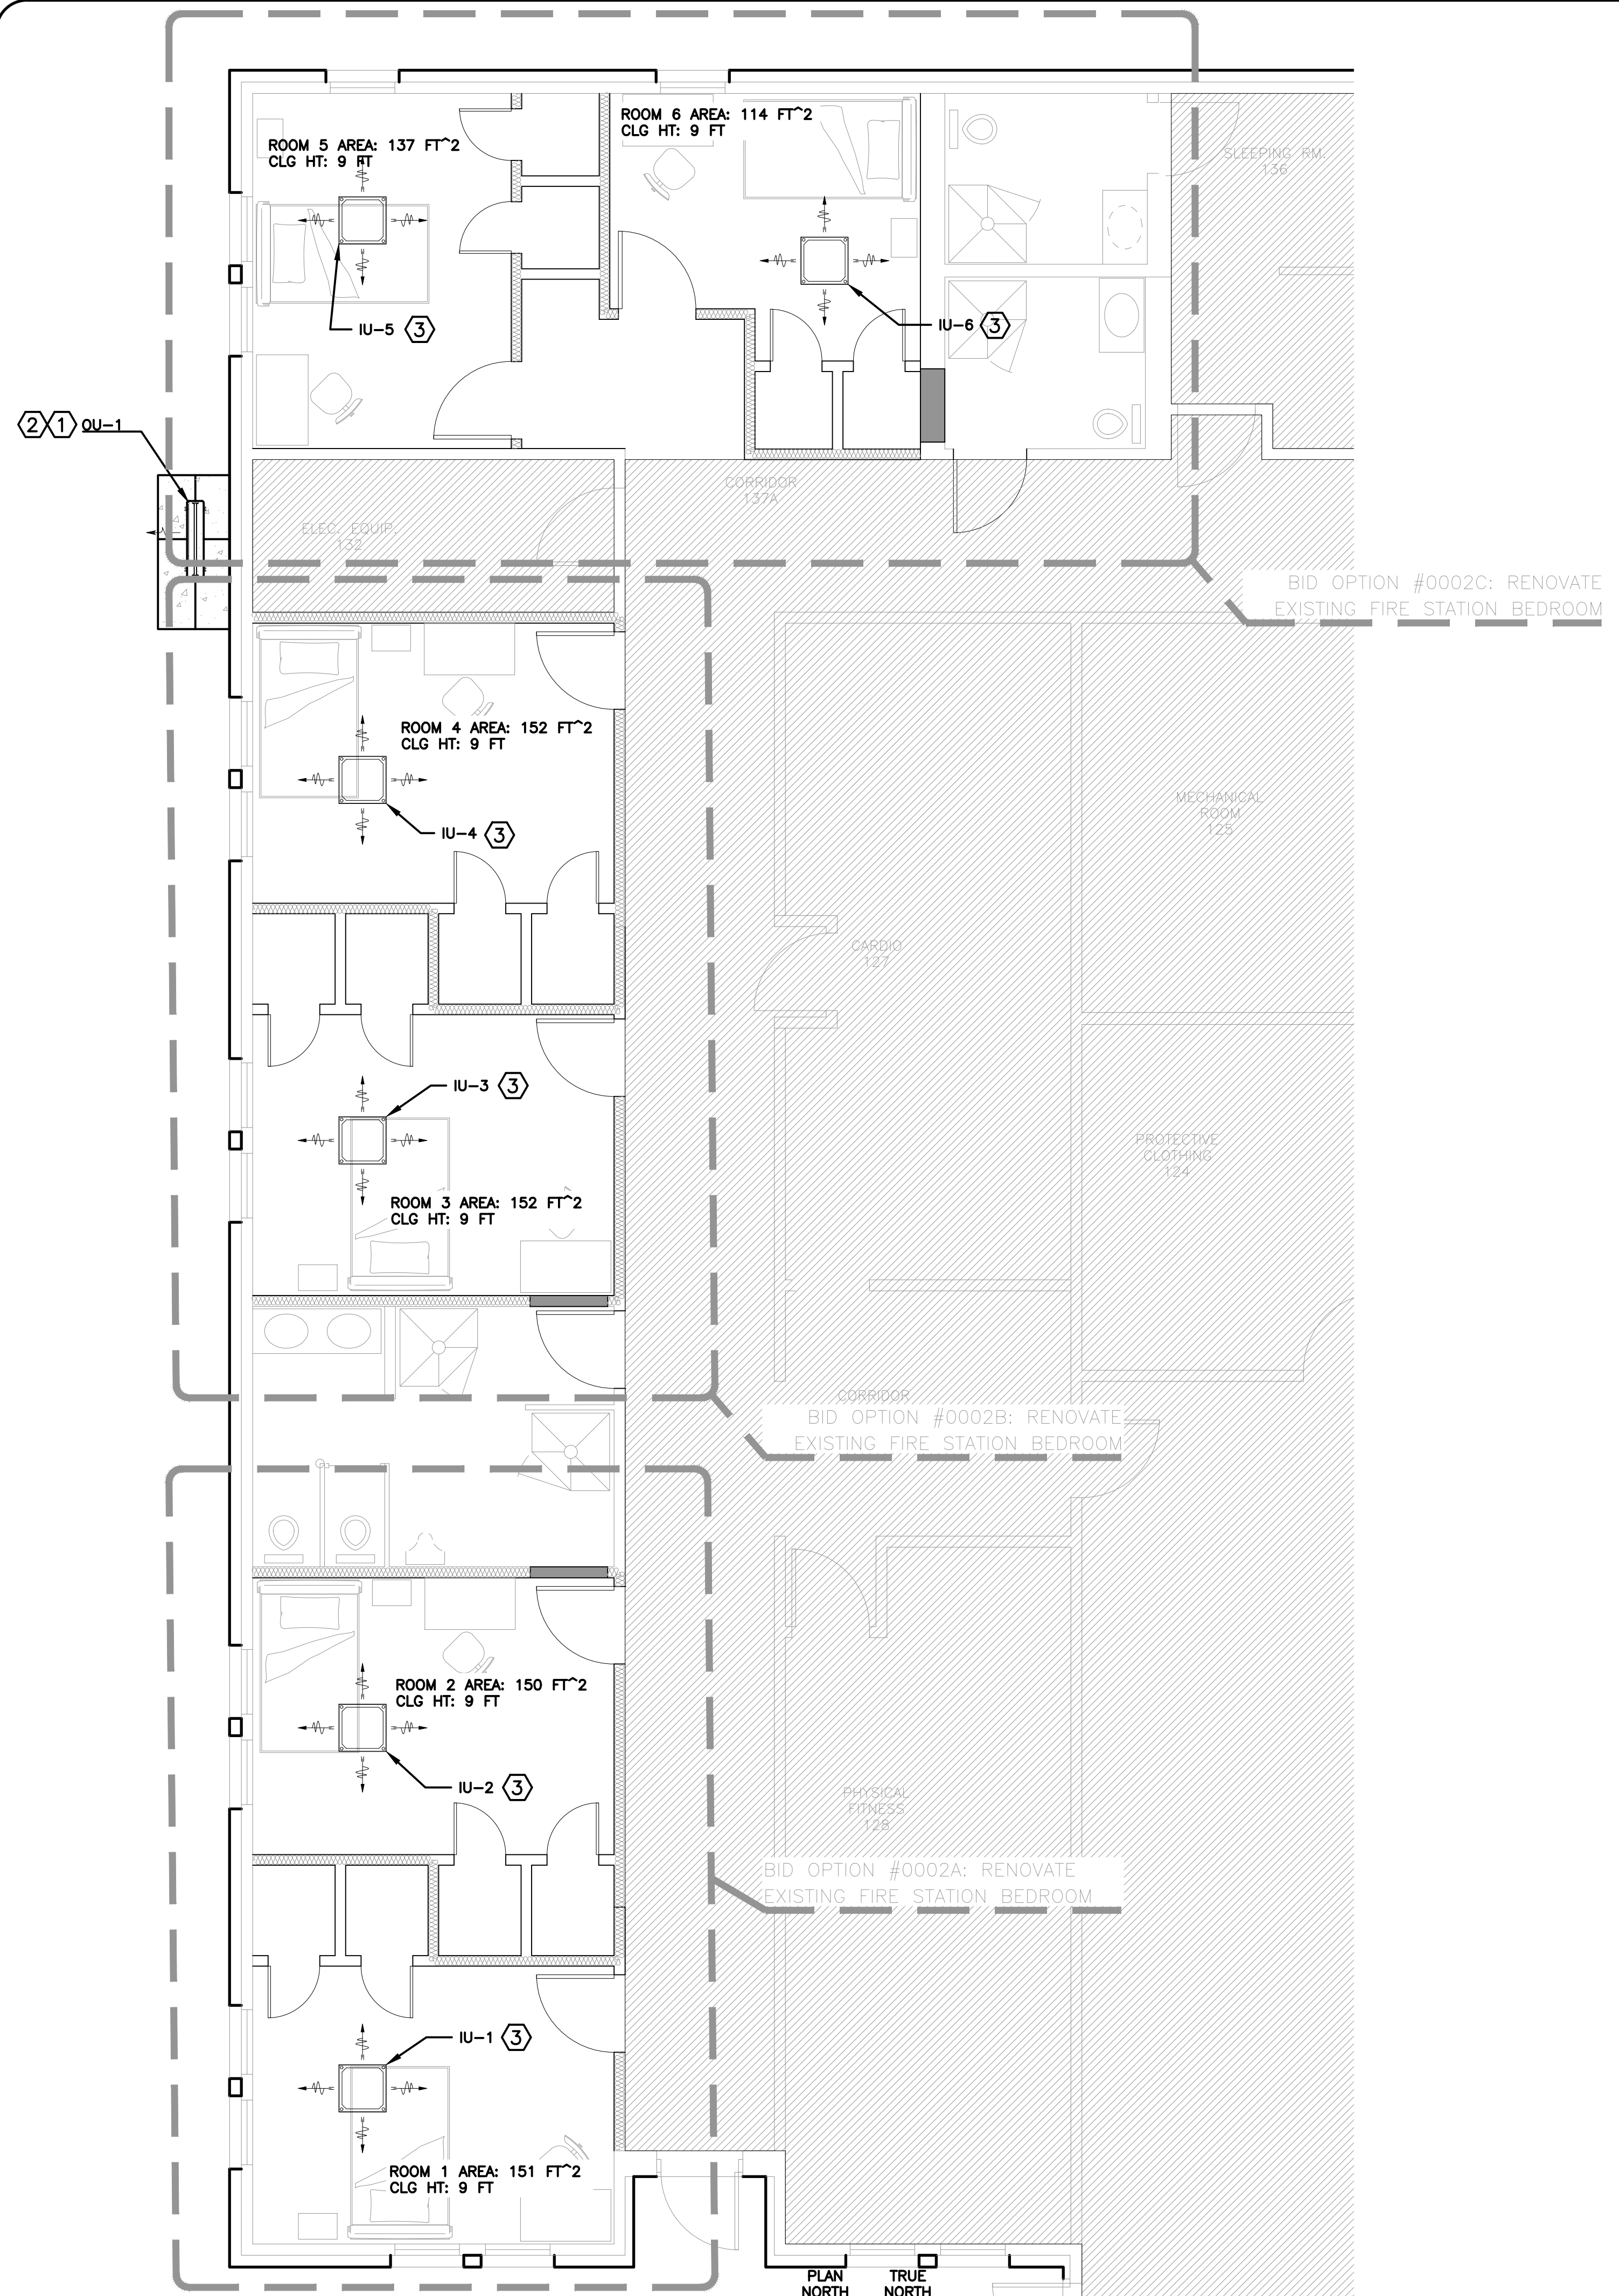 ROOM 5 AREA: 137 FT^2
CLG HT: 9 FT
ROOM 6 AREA: 114 FT^2
CLG HT: 9 FT
SLEEPING RM.
136
IU-5 3
IU-6 3
2 1 OU-1
CORRIDOR
137A
ELEC. EQUIP.
132
BID OPTION #0002C: RENOVATE
EXISTING FIRE STATION BEDROOM
ROOM 4 AREA: 152 FT^2
CLG HT: 9 FT
IU-4 3
MECHANICAL
ROOM
125
CARDIO
127
IU-3 3
PROTECTIVE
CLOTHING
124
ROOM 3 AREA: 152 FT^2
CLG HT: 9 FT
CORRIDOR
BID OPTION #0002B: RENOVATE
EXISTING FIRE STATION BEDROOM
ROOM 2 AREA: 150 FT^2
CLG HT: 9 FT
IU-2 3
PHYSICAL
FITNESS
128
BID OPTION #0002A: RENOVATE
EXISTING FIRE STATION BEDROOM
IU-1 3
ROOM 1 AREA: 151 FT^2
CLG HT: 9 FT
PLAN
NORTH
TRUE
NORTH